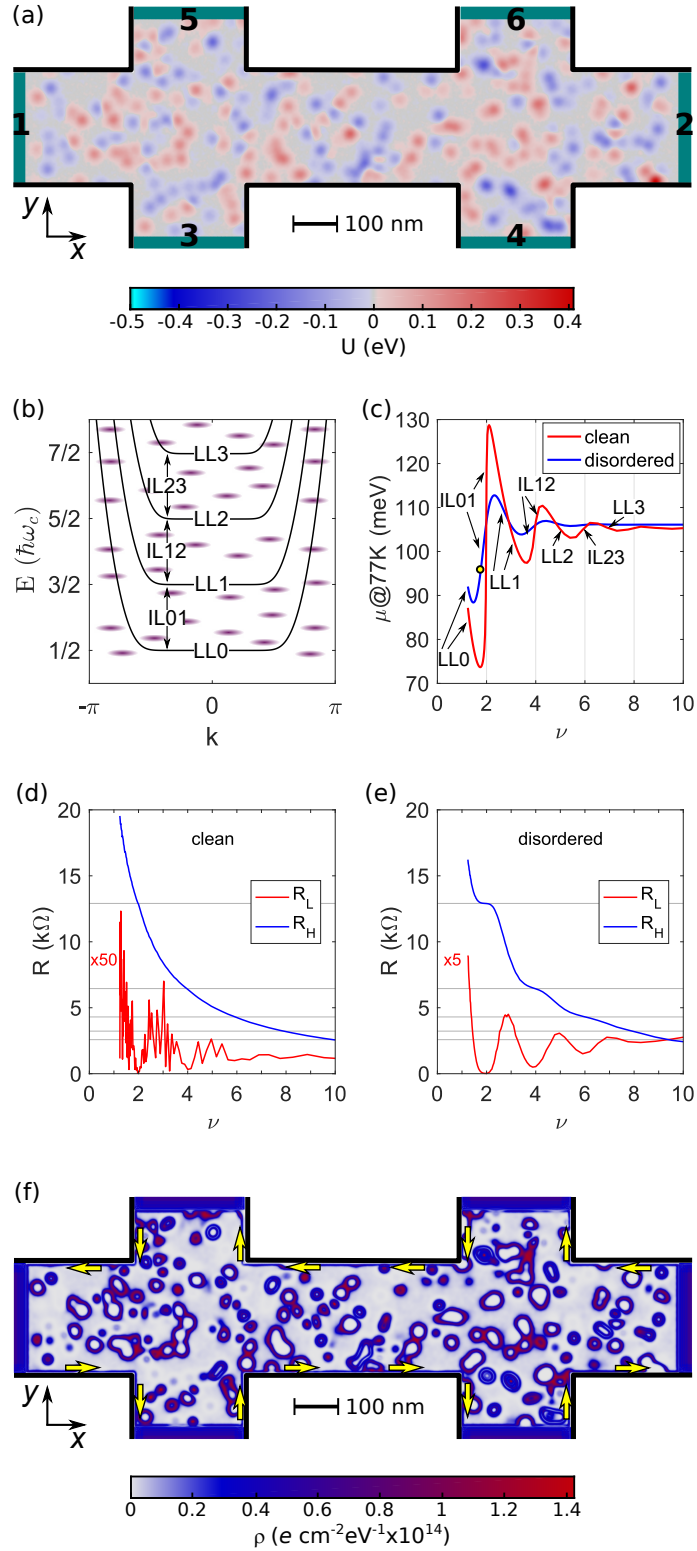 (a)
5 6
1 2
y
x
3 4
100 nm
-0.5 -0.4 -0.3 -0.2 -0.1 0 0.1 0.2 0.3 0.4
U (eV)
(b)
E (ħω_c)
7/2
5/2
3/2
1/2
LL3
IL23
LL2
IL12
LL1
IL01
LL0
-π 0 π
k
(c)
μ@77K (meV)
130
120
110
100
90
80
70
clean
disordered
IL01
IL12
LL3
LL1
LL2
IL23
LL0
0 2 4 6 8 10
ν
(d)
R (kΩ)
20
15
10
5
0
clean
R_L
R_H
x50
0 2 4 6 8 10
ν
(e)
R (kΩ)
20
15
10
5
0
disordered
R_L
R_H
x5
0 2 4 6 8 10
ν
(f)
y
x
100 nm
0 0.2 0.4 0.6 0.8 1 1.2 1.4
ρ (e cm⁻²eV⁻¹x10¹⁴)